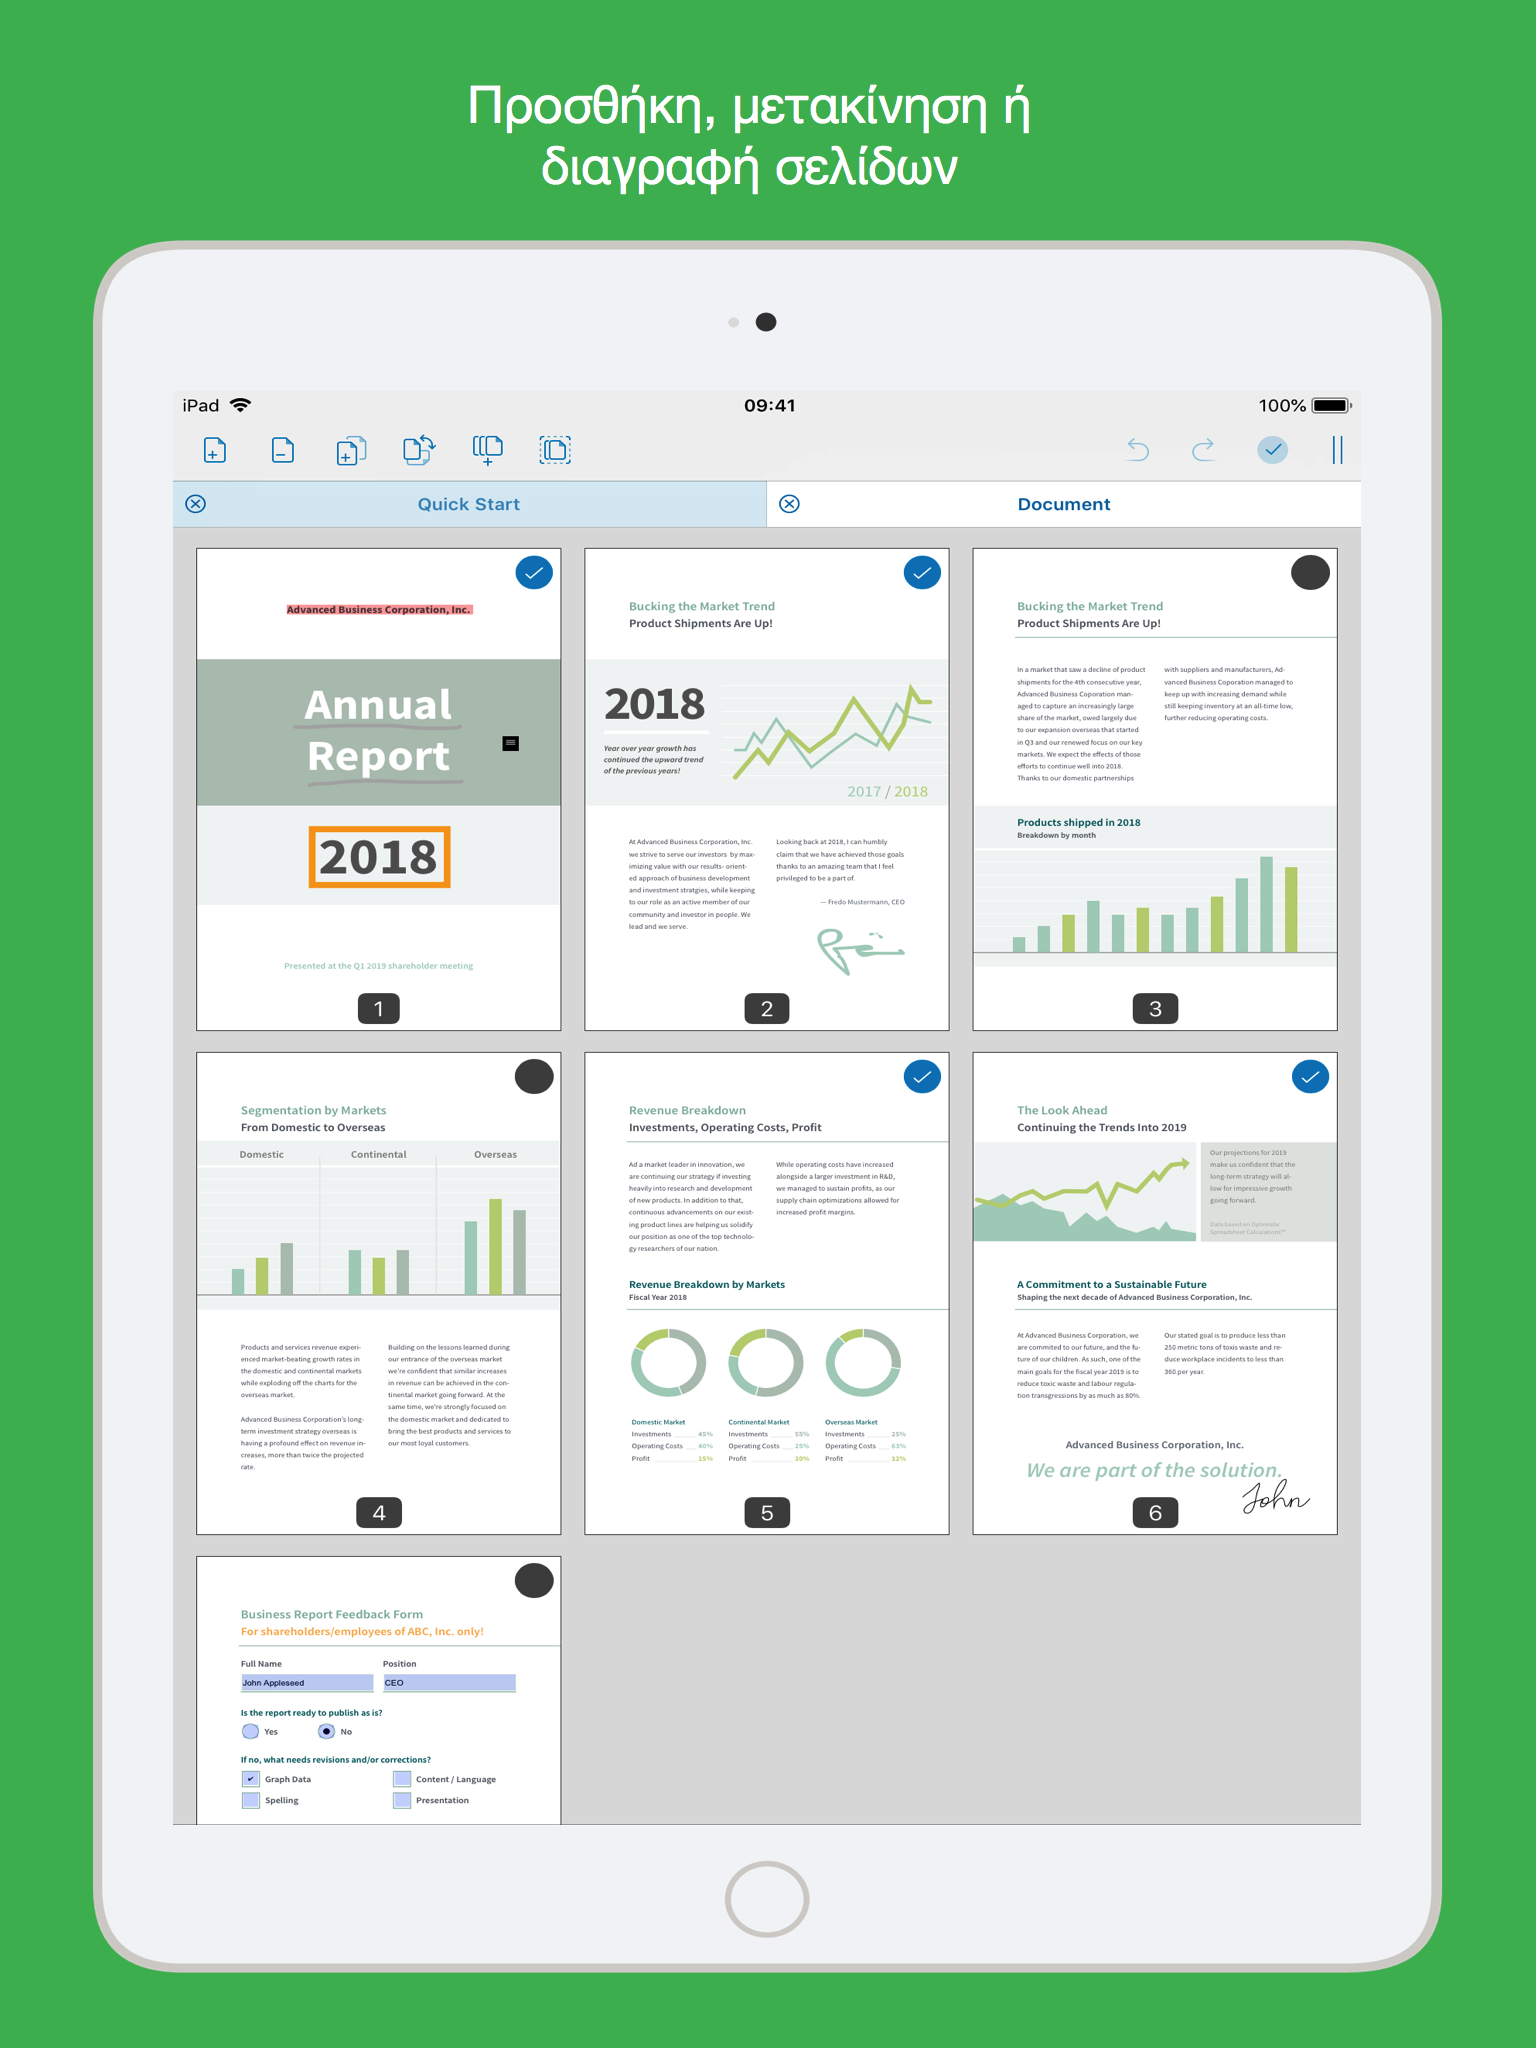 Προσθήκη, μετακίνηση ή
διαγραφή σελίδων
iPad
09:41
100%
Quick Start
Document
Advanced Business Corporation, Inc.
Annual
Report
2018
Presented at the Q1 2019 shareholder meeting
1
Bucking the Market Trend
Product Shipments Are Up!
2018
Year over year growth has
continued the upward trend
of the previous years!
2017 / 2018
At Advanced Business Corporation, Inc.
we strive to serve our investors by max-
imizing value with our results- orient-
ed approach of business development
and investment stratgies, while keeping
to our role as an active member of our
community and investor in people. We
lead and we serve.
Looking back at 2018, I can humbly
claim that we have achieved those goals
thanks to an amazing team that I feel
privileged to be a part of.
— Fredo Mustermann, CEO
2
Bucking the Market Trend
Product Shipments Are Up!
In a market that saw a decline of product
shipments for the 4th consecutive year,
Advanced Business Coporation man-
aged to capture an increasingly large
share of the market, owed largely due
to our expansion overseas that started
in Q3 and our renewed focus on our key
markets. We expect the effects of those
efforts to continue well into 2018.
Thanks to our domestic partnerships
with suppliers and manufacturers, Ad-
vanced Business Coporation managed to
keep up with increasing demand while
still keeping inventory at an all-time low,
further reducing operating costs.
Products shipped in 2018
Breakdown by month
3
Segmentation by Markets
From Domestic to Overseas
Domestic
Continental
Overseas
Products and services revenue experi-
enced market-beating growth rates in
the domestic and continental markets
while exploding off the charts for the
overseas market.
Advanced Business Corporation's long-
term investment strategy overseas is
having a profound effect on revenue in-
creases, more than twice the projected
rate.
Building on the lessons learned during
our entrance of the overseas market
we're confident that similar increases
in revenue can be achieved in the con-
tinental market going forward. At the
same time, we're strongly focused on
the domestic market and dedicated to
bring the best products and services to
our most loyal customers.
4
Revenue Breakdown
Investments, Operating Costs, Profit
Ad a market leader in innovation, we
are continuing our strategy if investing
heavily into research and development
of new products. In addition to that,
continuous advancements on our exist-
ing product lines are helping us solidify
our position as one of the top technolo-
gy researchers of our nation.
While operating costs have increased
alongside a larger investment in R&D,
we managed to sustain profits, as our
supply chain optimizations allowed for
increased profit margins.
Revenue Breakdown by Markets
Fiscal Year 2018
Domestic Market
Investments 45%
Operating Costs 40%
Profit 15%
Continental Market
Investments 55%
Operating Costs 25%
Profit 20%
Overseas Market
Investments 25%
Operating Costs 63%
Profit 12%
5
The Look Ahead
Continuing the Trends Into 2019
Our projections for 2019
make us confident that the
long-term strategy will al-
low for impressive growth
going forward.
Data based on Optimistic
Spreadsheet Calculations™
A Commitment to a Sustainable Future
Shaping the next decade of Advanced Business Corporation, Inc.
At Advanced Business Corporation, we
are commited to our future, and the fu-
ture of our children. As such, one of the
main goals for the fiscal year 2019 is to
reduce toxic waste and labour regula-
tion transgressions by as much as 80%.
Our stated goal is to produce less than
250 metric tons of toxis waste and re-
duce workplace incidents to less than
360 per year.
Advanced Business Corporation, Inc.
We are part of the solution.
John
6
Business Report Feedback Form
For shareholders/employees of ABC, Inc. only!
Full Name
Position
John Appleseed
CEO
Is the report ready to publish as is?
Yes
No
If no, what needs revisions and/or corrections?
Graph Data
Content / Language
Spelling
Presentation